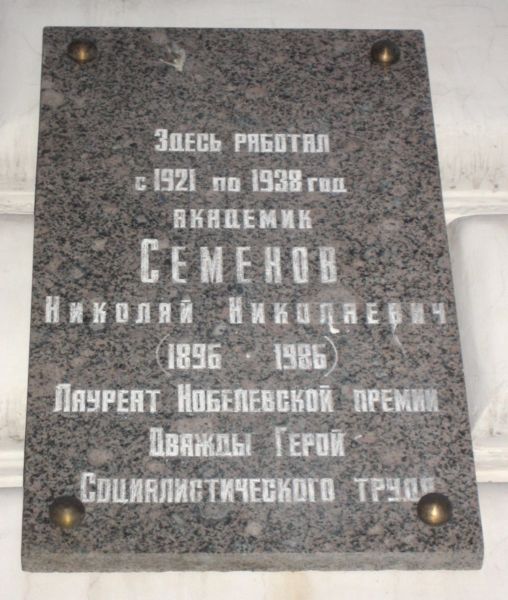 Здесь работал
с 1921 по 1938 год
академик
Семенов
Николай Николаевич
(1896 - 1986)
Лауреат Нобелевской премии
Дважды Герой
Социалистического труда